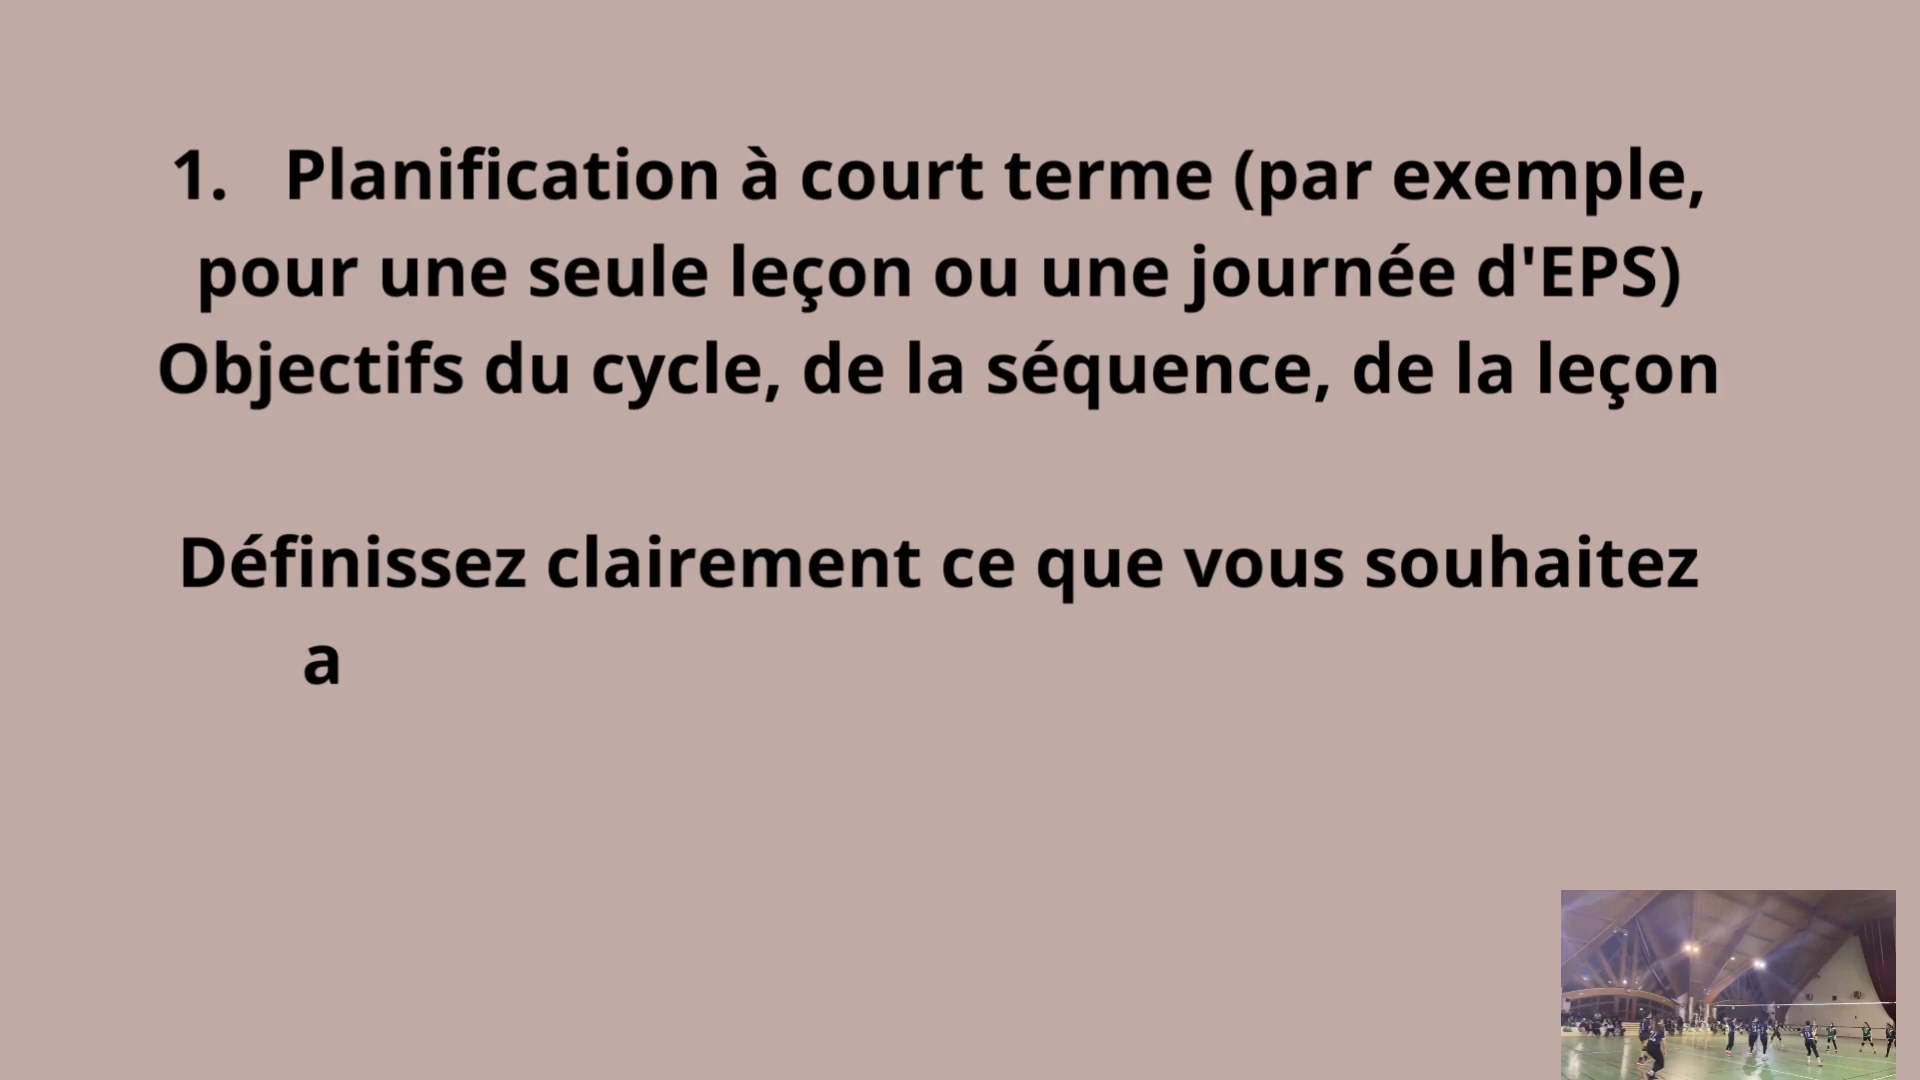 1. Planification à court terme (par exemple,
pour une seule leçon ou une journée d'EPS)
Objectifs du cycle, de la séquence, de la leçon
Définissez clairement ce que vous souhaitez
a